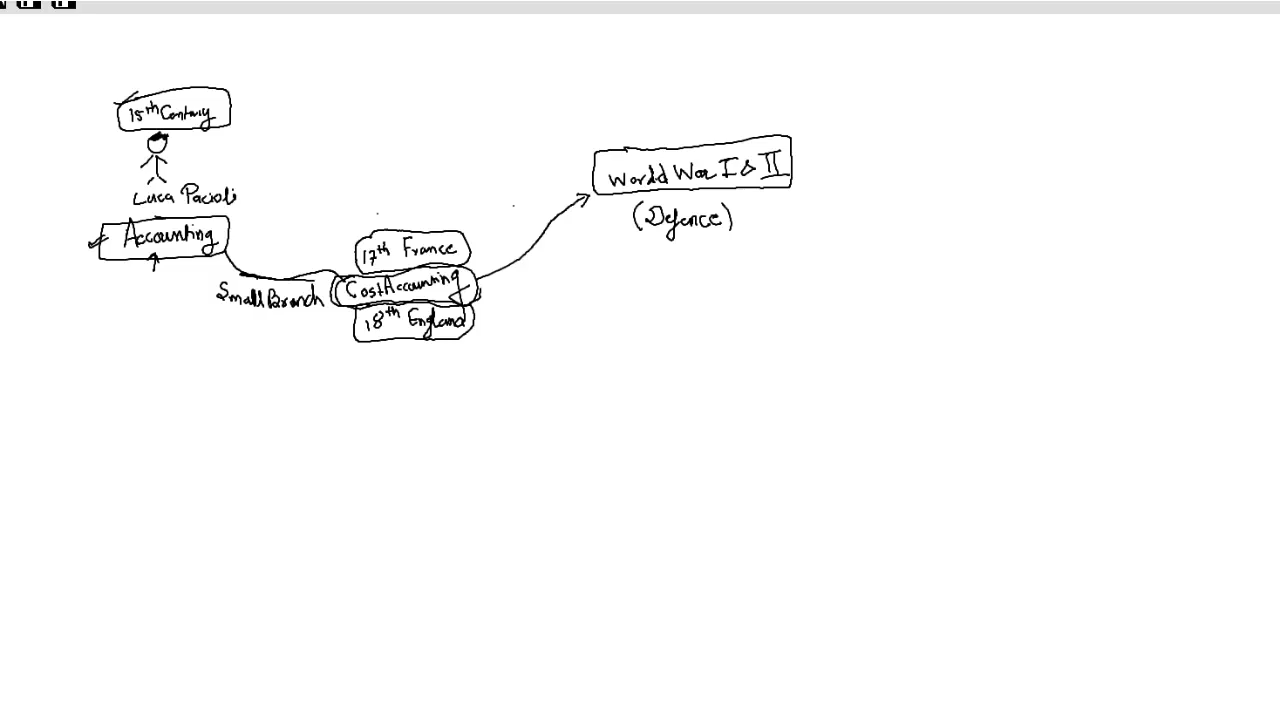 15th Century
Luca Pacioli
Accounting
Small Branch
17th France
Cost Accounting
18th England
World War I & II
(Defence)